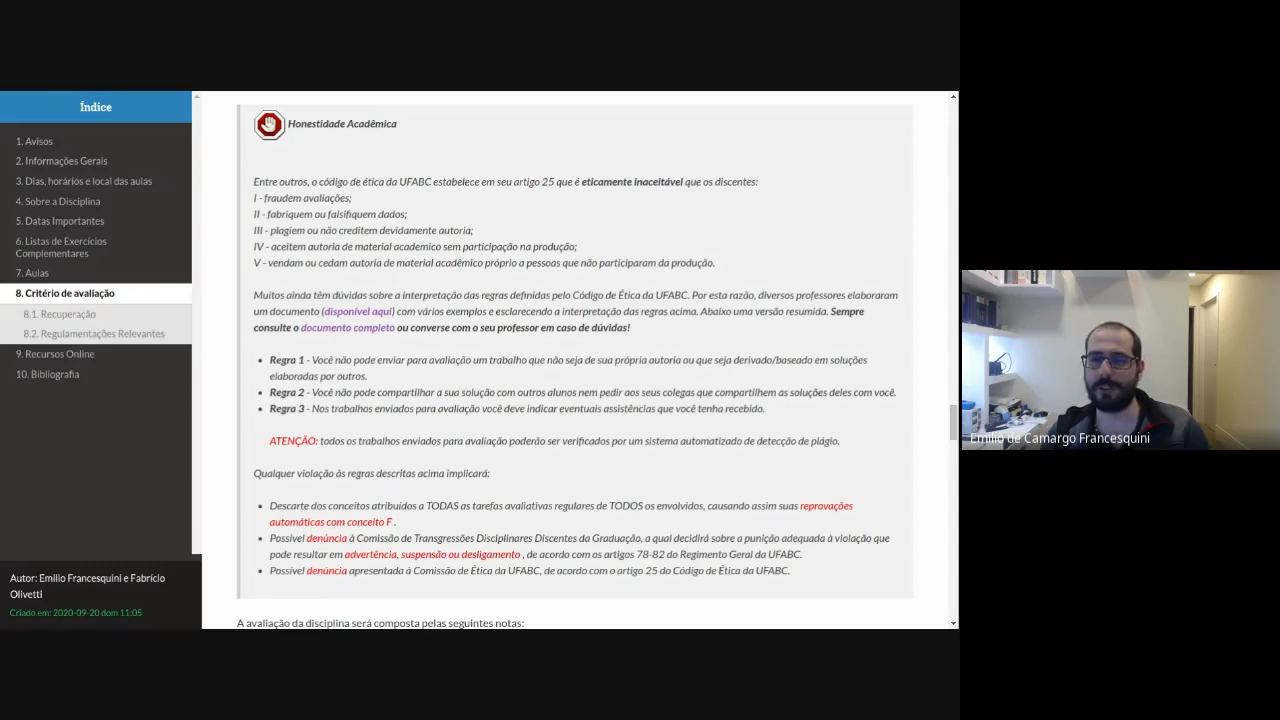 Índice
1. Avisos
2. Informações Gerais
3. Dias, horários e local das aulas
4. Sobre a Disciplina
5. Datas Importantes
6. Listas de Exercícios
Complementares
7. Aulas
8. Critério de avaliação
8.1. Recuperação
8.2. Regulamentações Relevantes
9. Recursos Online
10. Bibliografia
Autor: Emilio Francesquini e Fabrício
Olivetti
Criado em: 2020-09-20 dom 11:05
Honestidade Acadêmica
Entre outros, o código de ética da UFABC estabelece em seu artigo 25 que é eticamente inaceitável que os discentes:
I - fraudem avaliações;
II - fabriquem ou falsifiquem dados;
III - plagiem ou não creditem devidamente autoria;
IV - aceitem autoria de material academico sem participação na produção;
V - vendam ou cedam autoria de material acadêmico próprio a pessoas que não participaram da produção.
Muitos ainda têm dúvidas sobre a interpretação das regras definidas pelo Código de Ética da UFABC. Por esta razão, diversos professores elaboraram
um documento (disponível aqui) com vários exemplos e esclarecendo a interpretação das regras acima. Abaixo uma versão resumida. Sempre
consulte o documento completo ou converse com o seu professor em caso de dúvidas!
• Regra 1 - Você não pode enviar para avaliação um trabalho que não seja de sua própria autoria ou que seja derivado/baseado em soluções
elaboradas por outros.
• Regra 2 - Você não pode compartilhar a sua solução com outros alunos nem pedir aos seus colegas que compartilhem as soluções deles com você.
• Regra 3 - Nos trabalhos enviados para avaliação você deve indicar eventuais assistências que você tenha recebido.
ATENÇÃO: todos os trabalhos enviados para avaliação poderão ser verificados por um sistema automatizado de detecção de plágio.
Qualquer violação às regras descritas acima implicará:
• Descarte dos conceitos atribuídos a TODAS as tarefas avaliativas regulares de TODOS os envolvidos, causando assim suas reprovações
automáticas com conceito F .
• Possível denúncia à Comissão de Transgressões Disciplinares Discentes da Graduação, a qual decidirá sobre a punição adequada à violação que
pode resultar em advertência, suspensão ou desligamento , de acordo com os artigos 78-82 do Regimento Geral da UFABC.
• Possível denúncia apresentada à Comissão de Ética da UFABC, de acordo com o artigo 25 do Código de Ética da UFABC.
A avaliação da disciplina será composta pelas seguintes notas:
Emilio de Camargo Francesquini